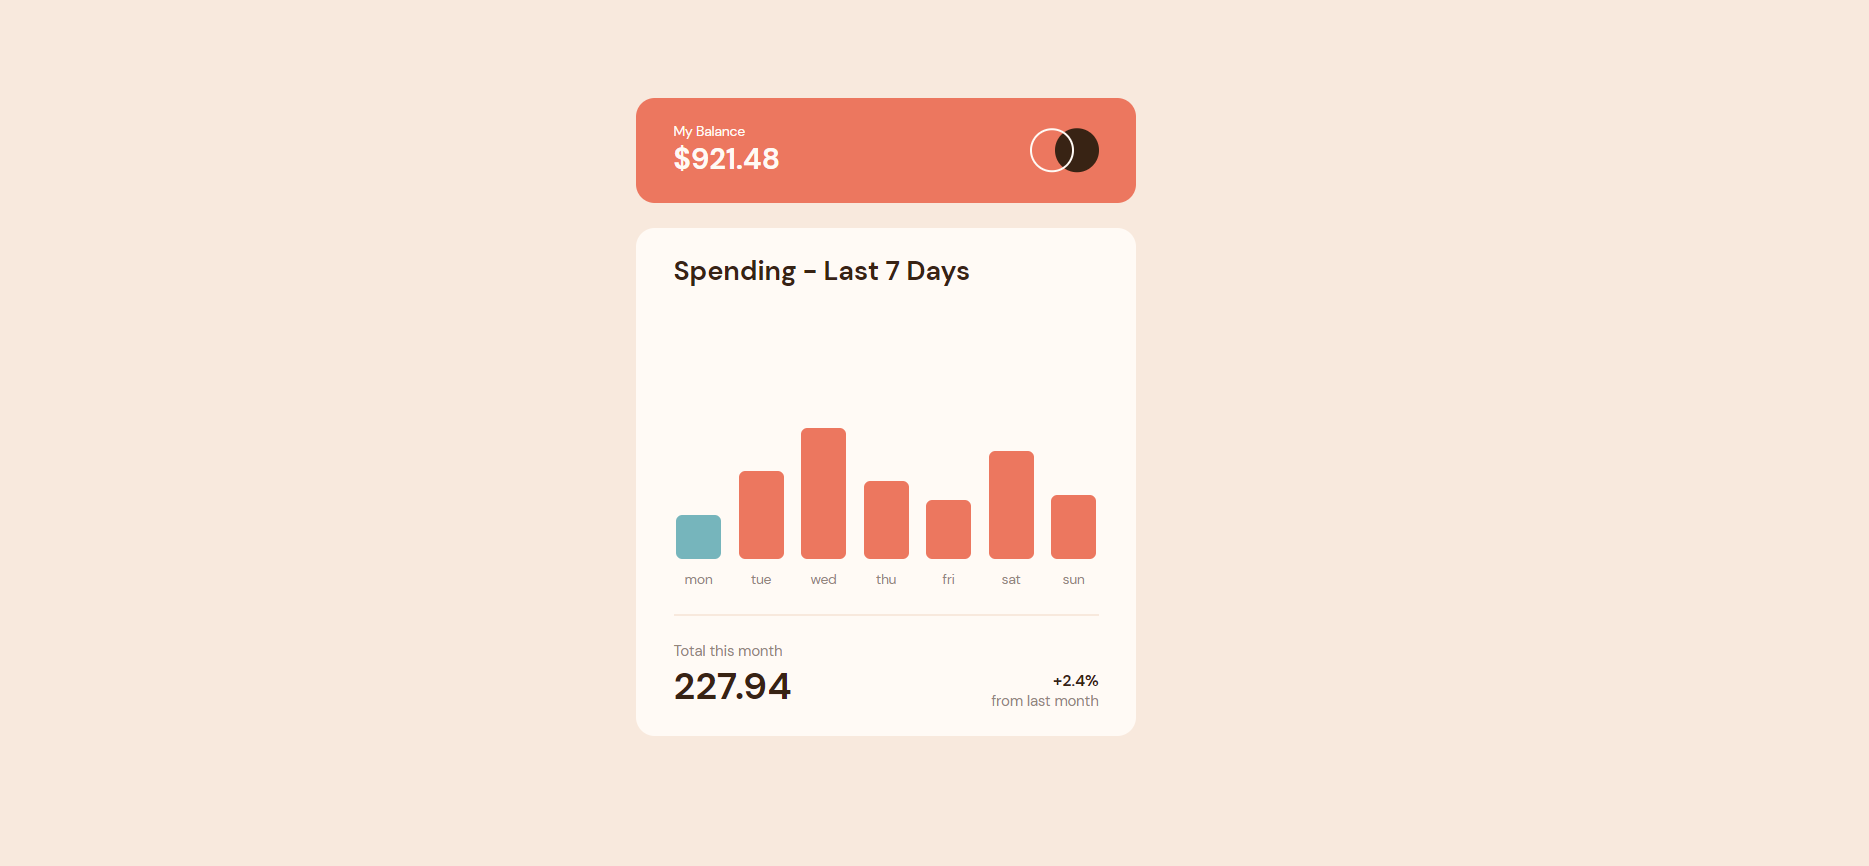 My Balance
$921.48
Spending - Last 7 Days
mon tue wed thu fri sat sun
Total this month
227.94
+2.4%
from last month